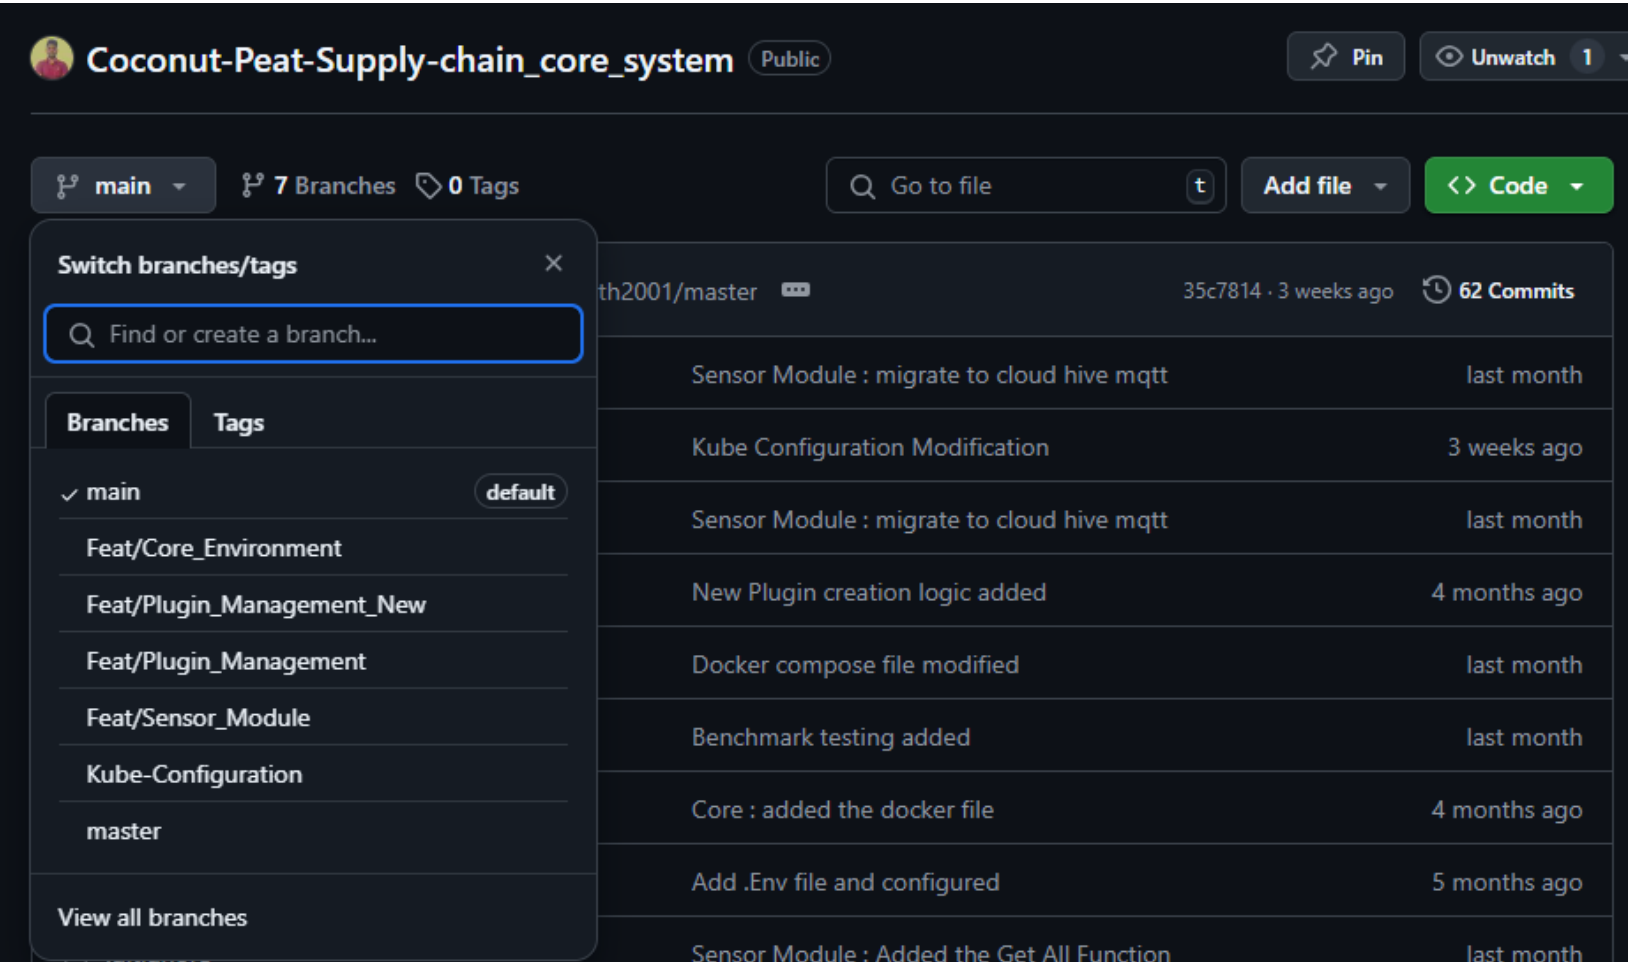 Coconut-Peat-Supply-chain_core_system Public Pin Unwatch 1
main 7 Branches 0 Tags Go to file t Add file Code
Switch branches/tags
th2001/master 35c7814 · 3 weeks ago 62 Commits
Find or create a branch...
Sensor Module : migrate to cloud hive mqtt last month
Branches Tags
Kube Configuration Modification 3 weeks ago
main default
Sensor Module : migrate to cloud hive mqtt last month
Feat/Core_Environment
New Plugin creation logic added 4 months ago
Feat/Plugin_Management_New
Feat/Plugin_Management
Docker compose file modified last month
Feat/Sensor_Module
Benchmark testing added last month
Kube-Configuration
Core : added the docker file 4 months ago
master
Add .Env file and configured 5 months ago
View all branches
Sensor Module : Added the Get All Function last month